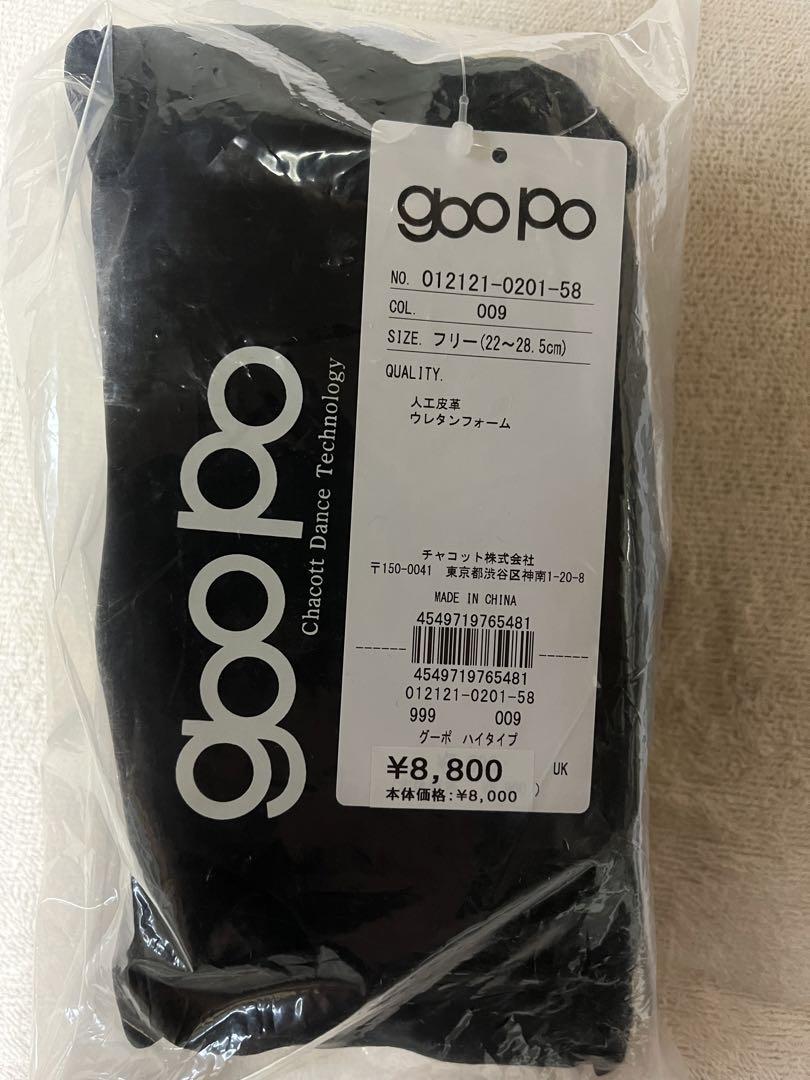 goo po
NO. 012121-0201-58
COL. 009
SIZE. フリー(22〜28.5cm)
QUALITY.
人工皮革
ウレタンフォーム
チャコット株式会社
〒150-0041 東京都渋谷区神南1-20-8
MADE IN CHINA
4549719765481
4549719765481
012121-0201-58
999 009
グーポ ハイタイプ
¥8,800 UK
本体価格:¥8,000 )
goo po
Chacott Dance Technology